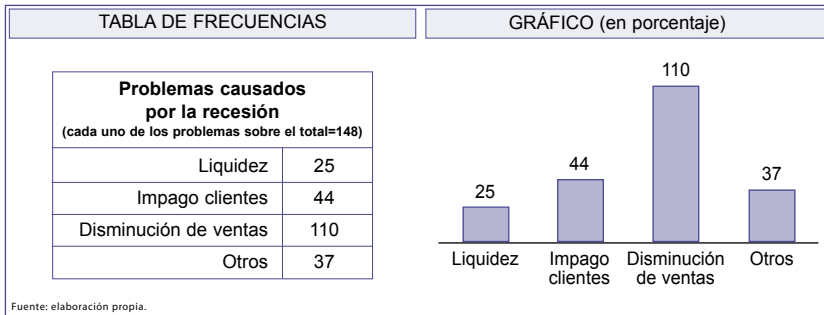 TABLA DE FRECUENCIAS
Problemas causados
por la recesión
(cada uno de los problemas sobre el total=148)
Liquidez 25
Impago clientes 44
Disminución de ventas 110
Otros 37
Fuente: elaboración propia.
GRÁFICO (en porcentaje)
25
44
110
37
Liquidez
Impago
clientes
Disminución
de ventas
Otros